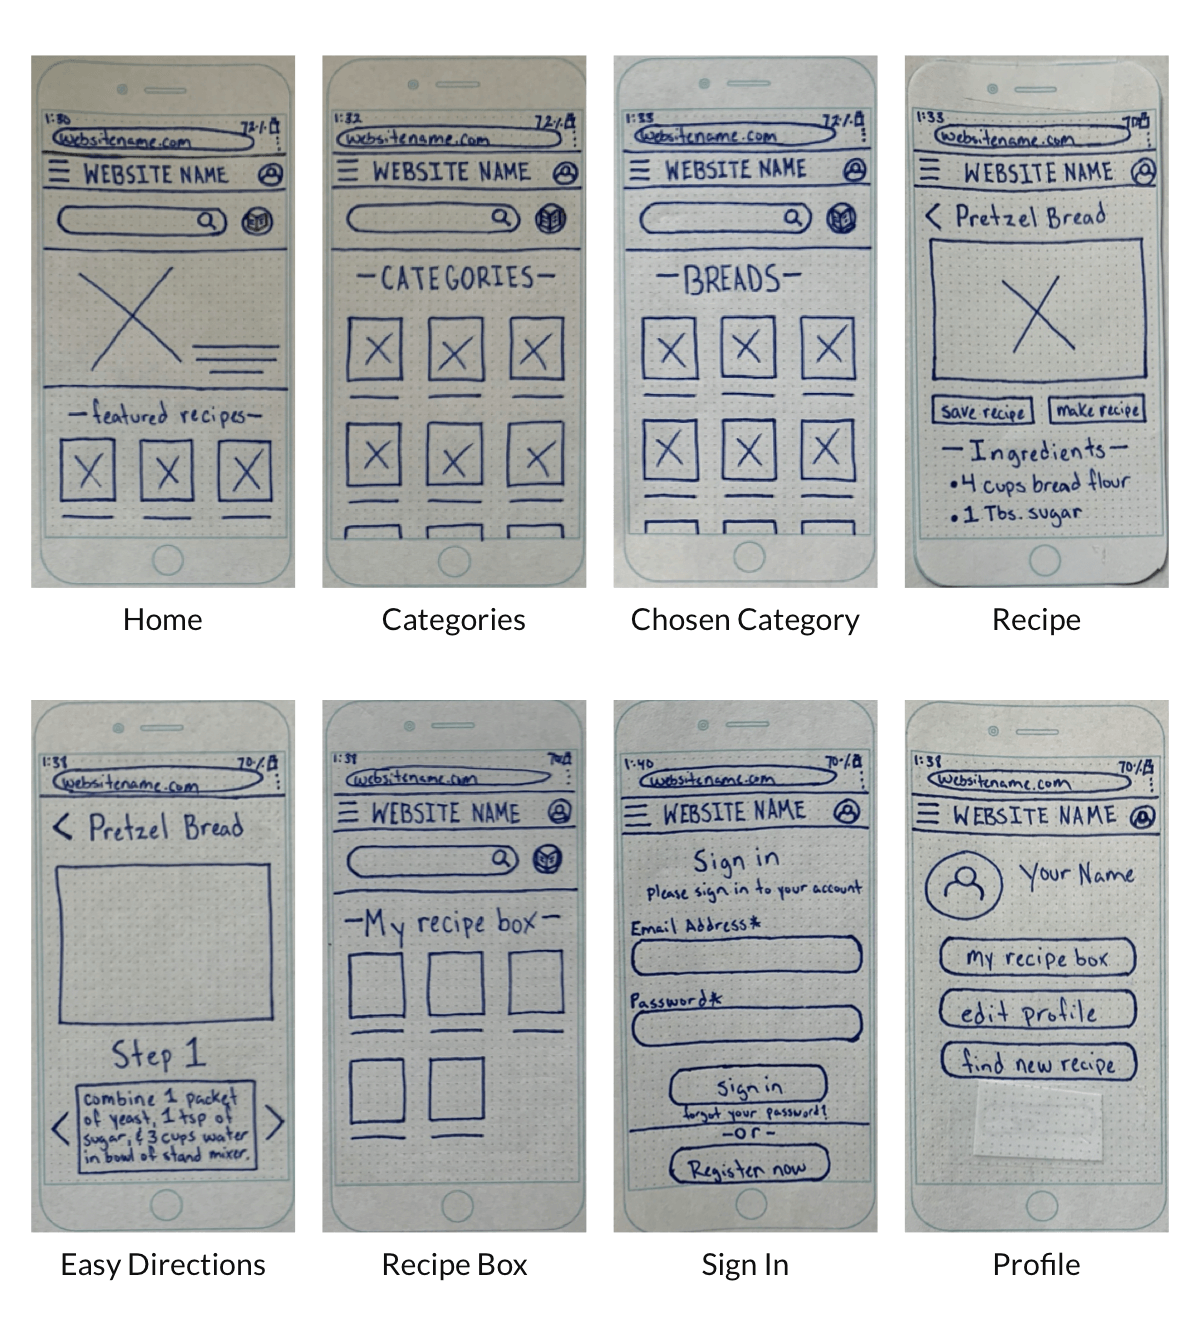 1:30 72%
websitename.com
WEBSITE NAME
-featured recipes-
Home
1:32 72%
websitename.com
WEBSITE NAME
-CATEGORIES-
Categories
1:33 72%
websitename.com
WEBSITE NAME
-BREADS-
Chosen Category
1:33 70
websitename.com
WEBSITE NAME
< Pretzel Bread
save recipe make recipe
-Ingredients-
•4 cups bread flour
•1 Tbs. sugar
Recipe
1:38 70%
websitename.com
< Pretzel Bread
Step 1
combine 1 packet
of yeast, 1 tsp of
sugar, & 3 cups water
in bowl of stand mixer.
Easy Directions
1:38
websitename.com
WEBSITE NAME
-My recipe box-
Recipe Box
1:40 70%
websitename.com
WEBSITE NAME
Sign in
Please sign in to your account
Email Address*
Password*
Sign in
forgot your password?
-or-
Register now
Sign In
1:38 70%
websitename.com
WEBSITE NAME
Your Name
my recipe box
edit profile
find new recipe
Profile